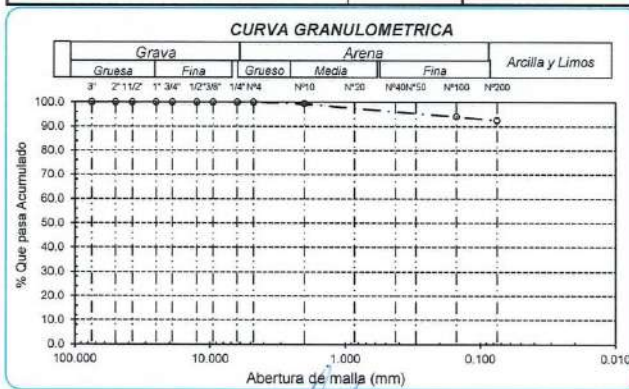 CURVA GRANULOMETRICA
Grava Arena Arcilla y Limos
Gruesa Fina Grueso Media Fina
3" 2" 1 1/2" 1" 3/4" 1/2" 3/8" 1/4" Nº4 Nº10 Nº20 Nº40 Nº50 Nº100 Nº200
% Que pasa Acumulado
100.0
90.0
80.0
70.0
60.0
50.0
40.0
30.0
20.0
10.0
0.0
100.000 10.000 1.000 0.100 0.010
Abertura de malla (mm)